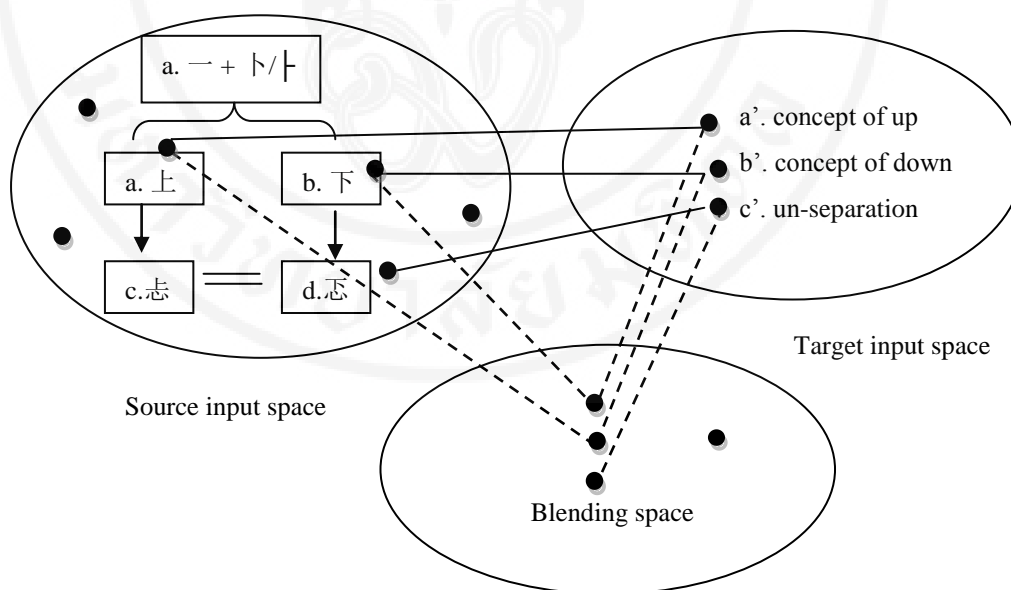 a. 一 + 卜/├
a. 上
b. 下
c.忐
d.忑
a’. concept of up
b’. concept of down
c’. un-separation
Source input space
Target input space
Blending space